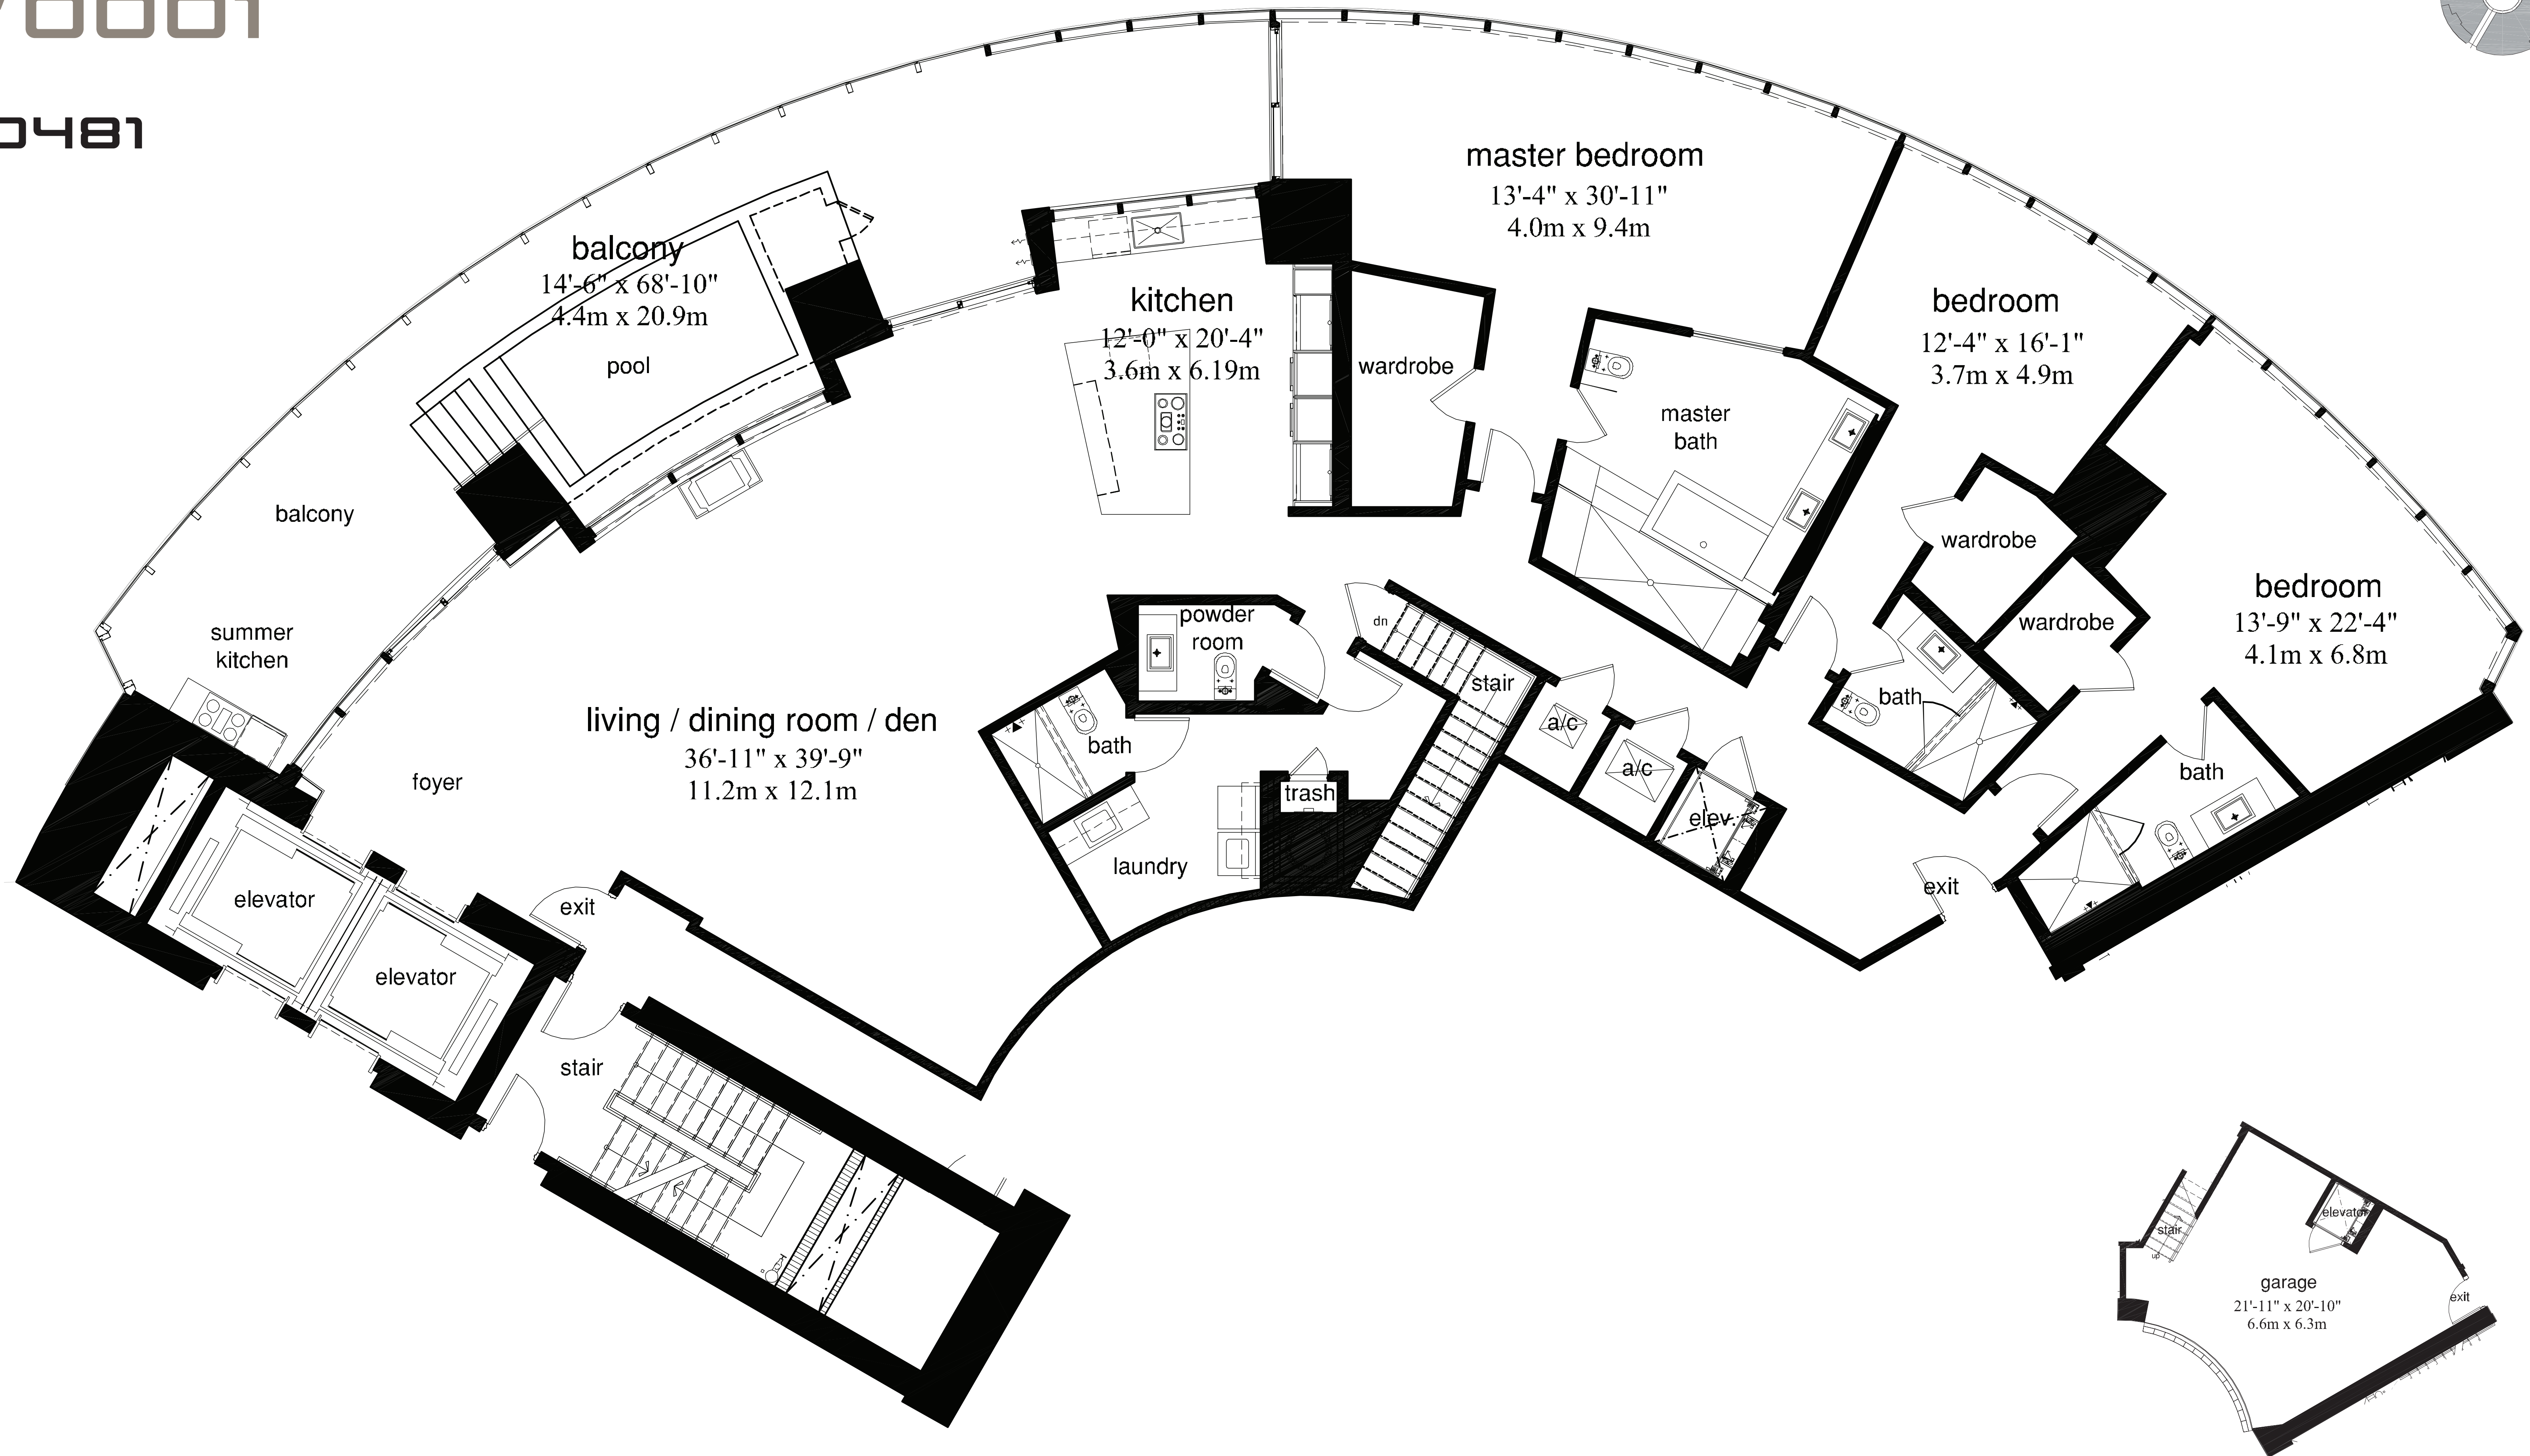 0001
0481
master bedroom
13'-4" x 30'-11"
4.0m x 9.4m
balcony
14'-6" x 68'-10"
4.4m x 20.9m
pool
kitchen
12'-0" x 20'-4"
3.6m x 6.19m
wardrobe
master
bath
bedroom
12'-4" x 16'-1"
3.7m x 4.9m
wardrobe
wardrobe
bedroom
13'-9" x 22'-4"
4.1m x 6.8m
balcony
summer
kitchen
powder
room
dn
stair
bath
living / dining room / den
36'-11" x 39'-9"
11.2m x 12.1m
foyer
bath
a/c
a/c
elev.
trash
laundry
bath
exit
elevator
elevator
exit
stair
elevator
stair
up
garage
21'-11" x 20'-10"
6.6m x 6.3m
exit